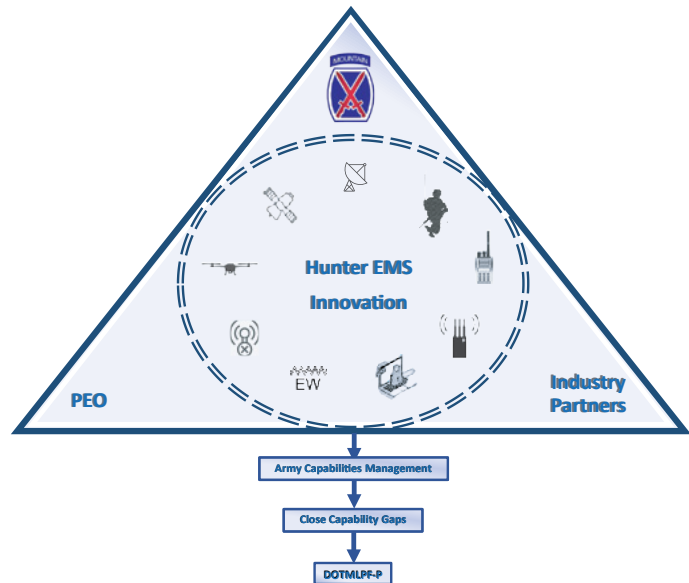 MOUNTAIN
Hunter EMS
Innovation
EW
PEO
Industry
Partners
Army Capabilities Management
Close Capability Gaps
DOTMLPF-P